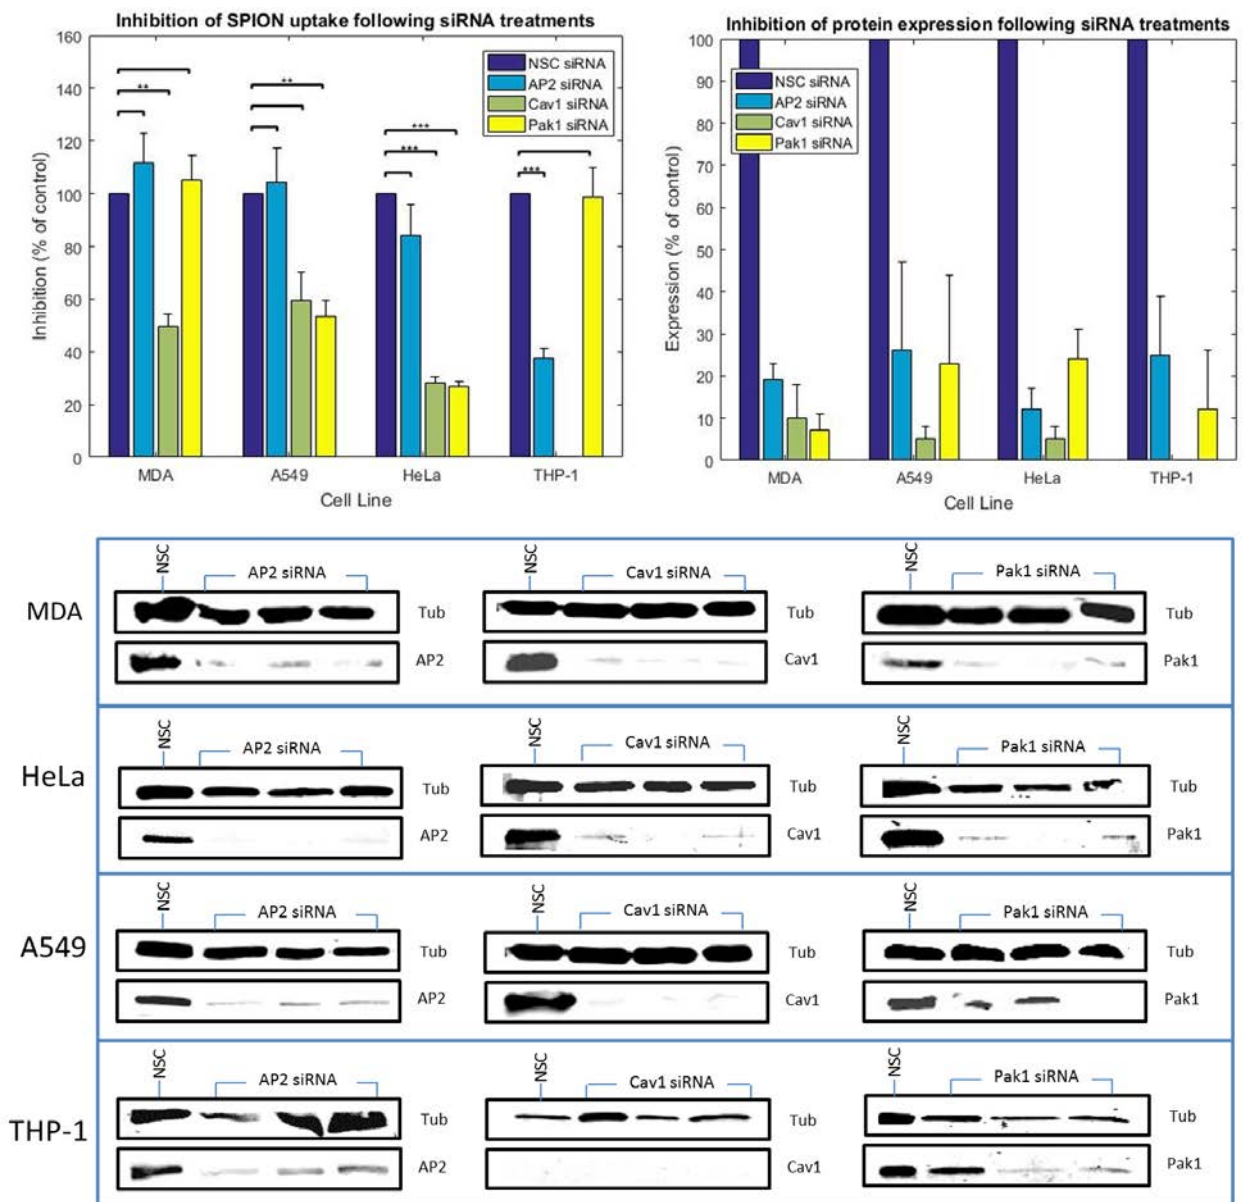 Inhibition of SPION uptake following siRNA treatments
160
140
120
100
80
60
40
20
0
Inhibition (% of control)
**
**
***
***
***
NSC siRNA
AP2 siRNA
Cav1 siRNA
Pak1 siRNA
MDA
A549
HeLa
THP-1
Cell Line
Inhibition of protein expression following siRNA treatments
100
90
80
70
60
50
40
30
20
10
0
Expression (% of control)
NSC siRNA
AP2 siRNA
Cav1 siRNA
Pak1 siRNA
MDA
A549
HeLa
THP-1
Cell Line
MDA
NSC
AP2 siRNA
Tub
AP2
NSC
Cav1 siRNA
Tub
Cav1
NSC
Pak1 siRNA
Tub
Pak1
HeLa
NSC
AP2 siRNA
Tub
AP2
NSC
Cav1 siRNA
Tub
Cav1
NSC
Pak1 siRNA
Tub
Pak1
A549
NSC
AP2 siRNA
Tub
AP2
NSC
Cav1 siRNA
Tub
Cav1
NSC
Pak1 siRNA
Tub
Pak1
THP-1
NSC
AP2 siRNA
Tub
AP2
NSC
Cav1 siRNA
Tub
Cav1
NSC
Pak1 siRNA
Tub
Pak1